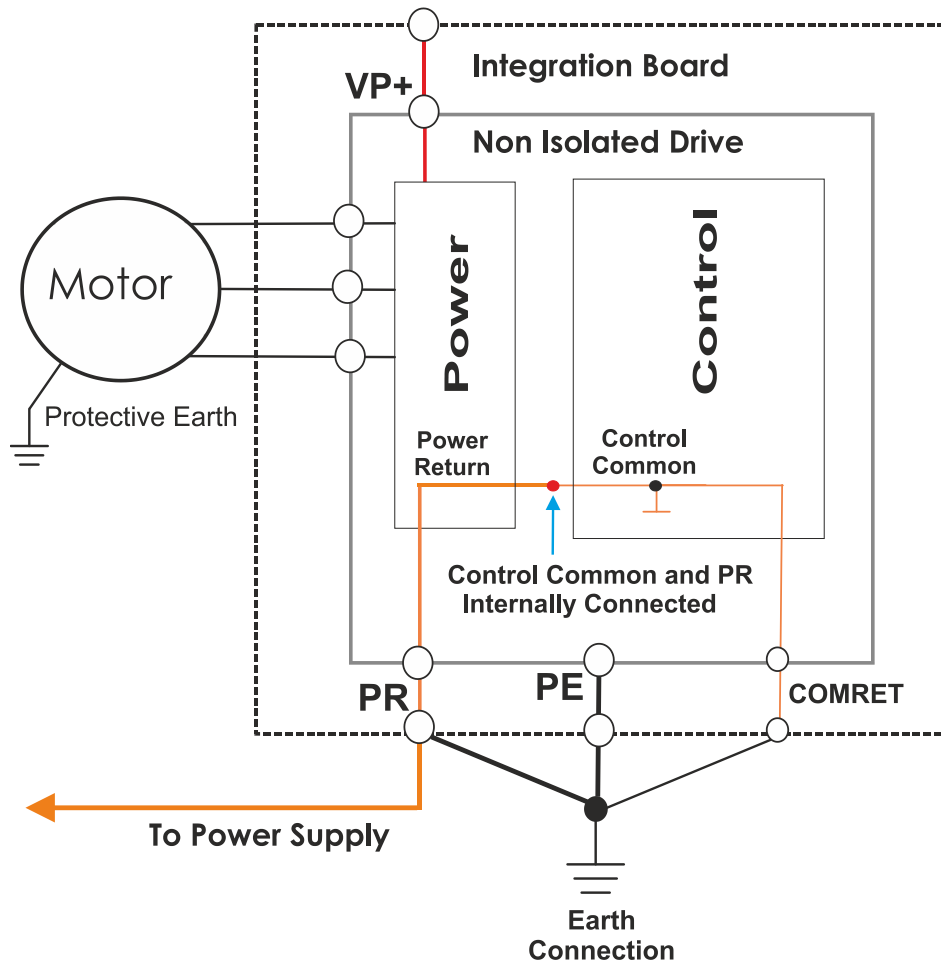 Integration Board
VP+
Non Isolated Drive
Motor
Power
Control
Protective Earth
Power
Return
Control
Common
Control Common and PR
Internally Connected
PR
PE
COMRET
To Power Supply
Earth
Connection